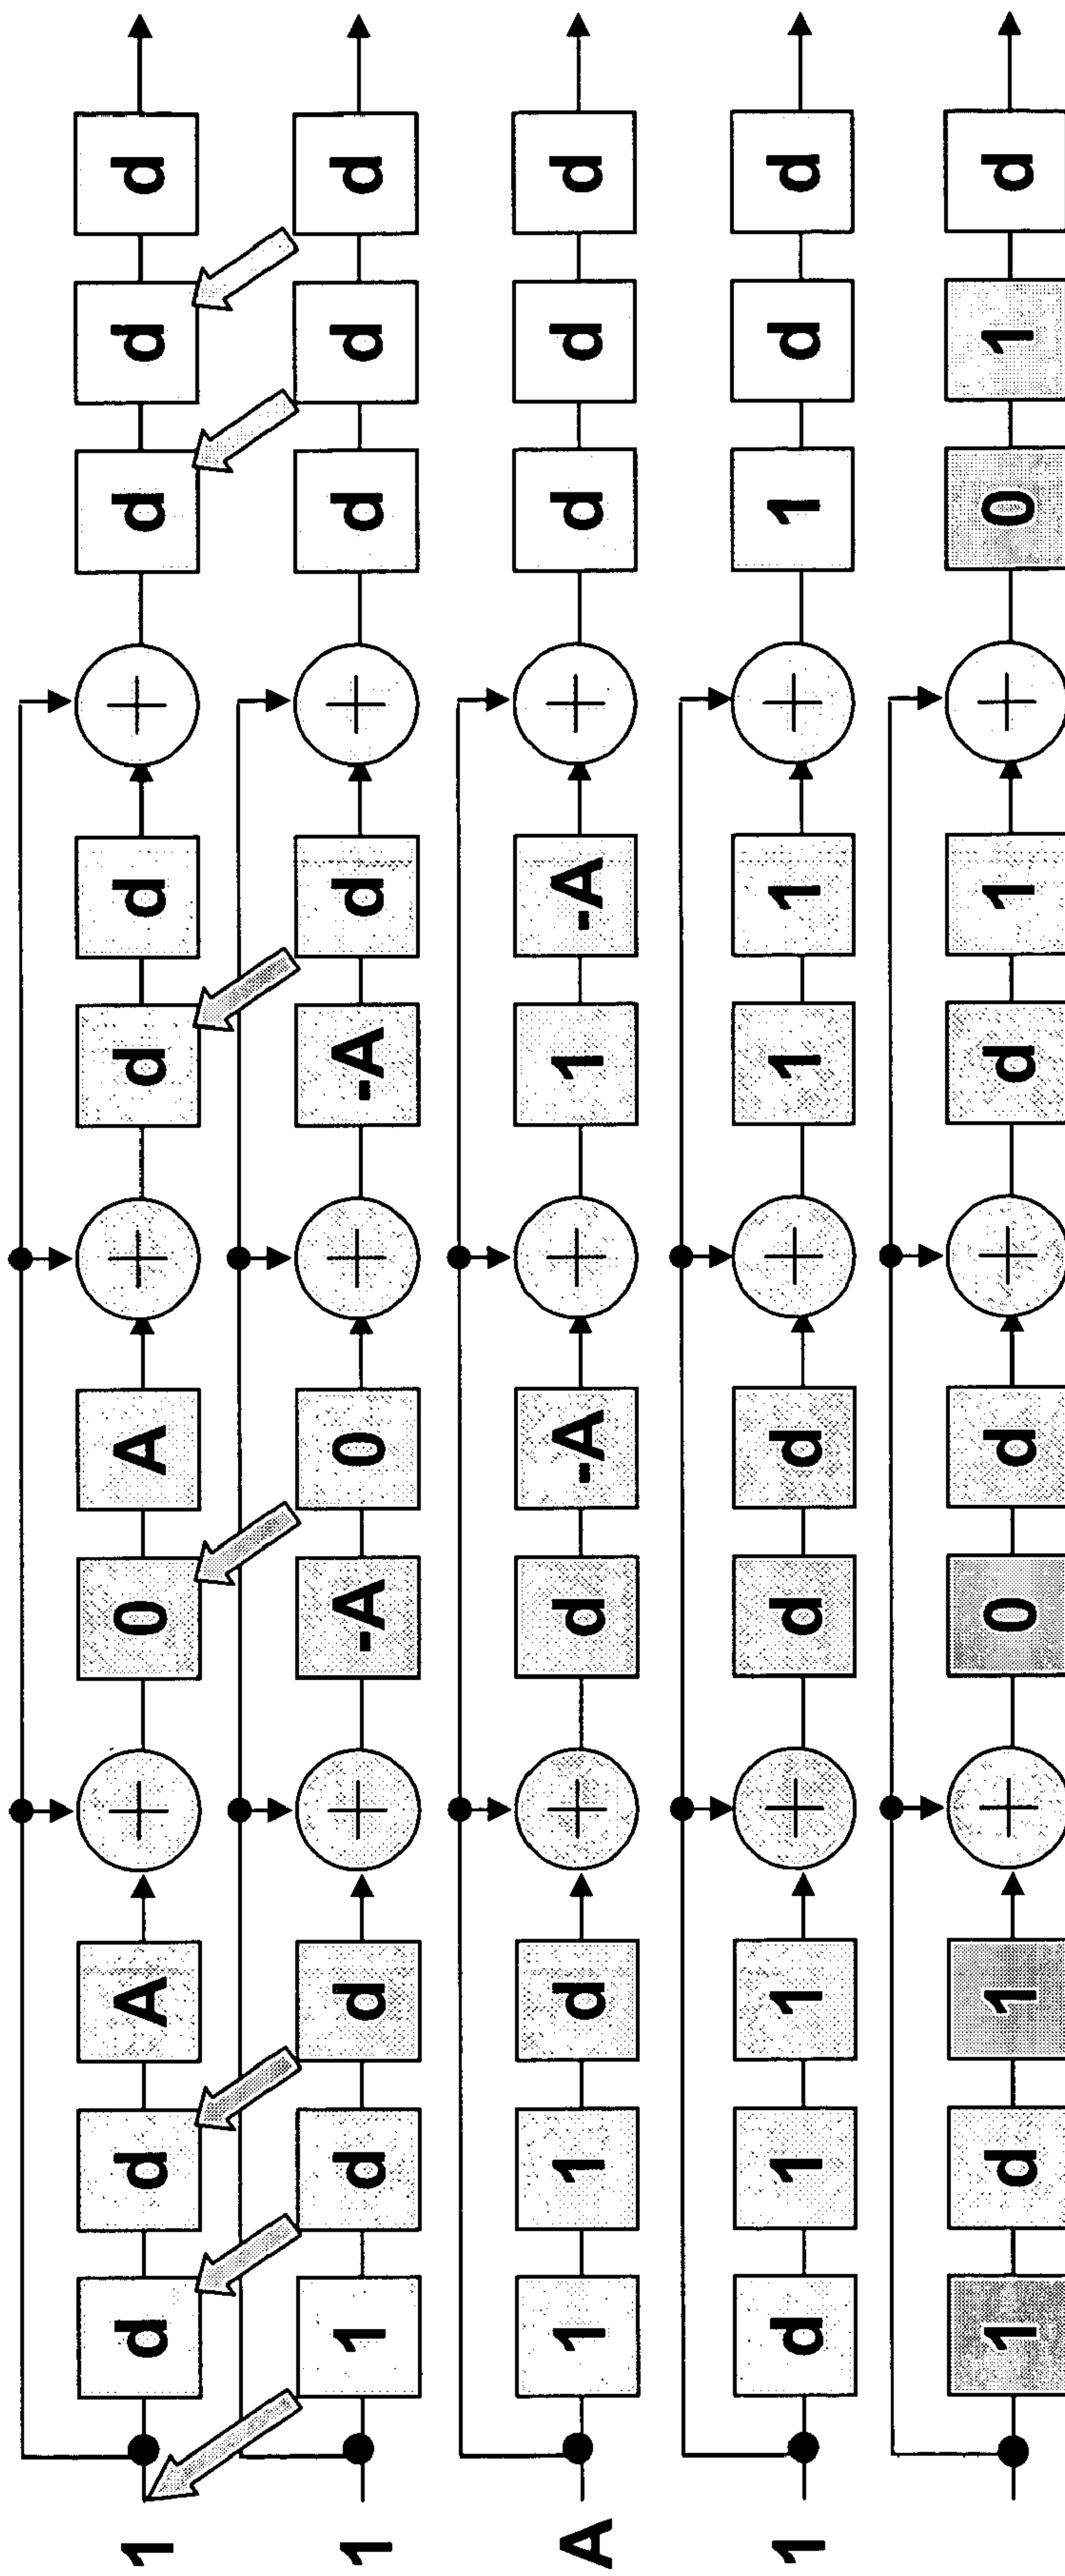 1 d d A + 0 A + d d + d d d
1 1 d d + -A 0 + -A d + d d d
A 1 1 d + d -A + 1 -A + d d d
1 d 1 1 + d d + 1 1 + 1 d d
1 d 1 + 0 d + d 1 + 0 1 d